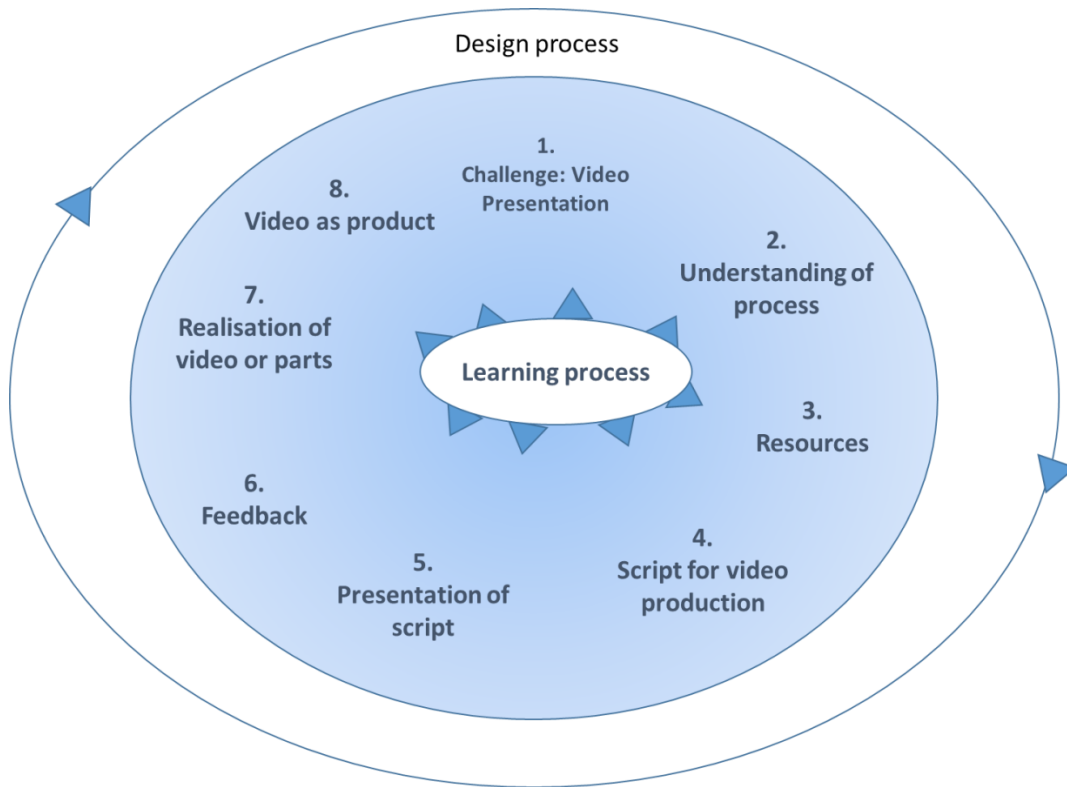 Design process
1.
Challenge: Video
Presentation
2.
Understanding of
process
3.
Resources
4.
Script for video
production
5.
Presentation of
script
6.
Feedback
7.
Realisation of
video or parts
8.
Video as product
Learning process